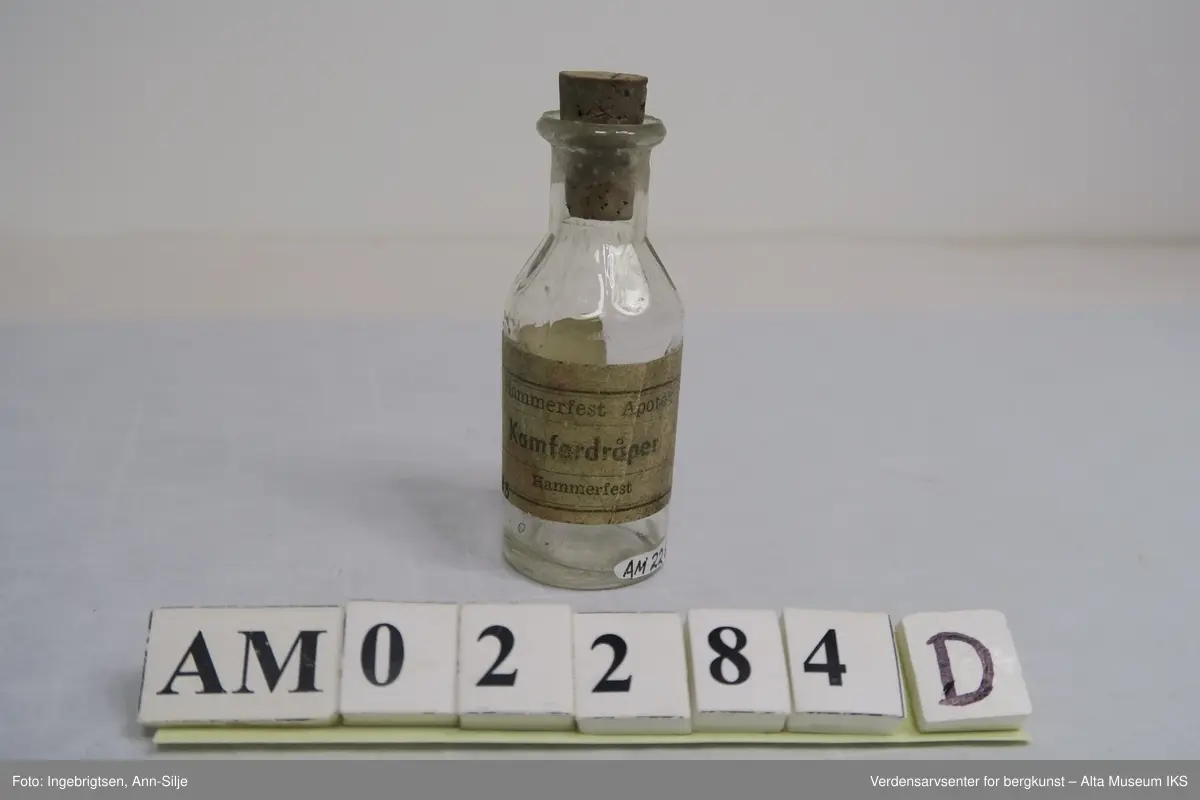 Hammerfest Apotek
Kamferdråper
Hammerfest
AM 22
AM 0 2 2 8 4 D
Foto: Ingebrigtsen, Ann-Silje
Verdensarvsenter for bergkunst – Alta Museum IKS